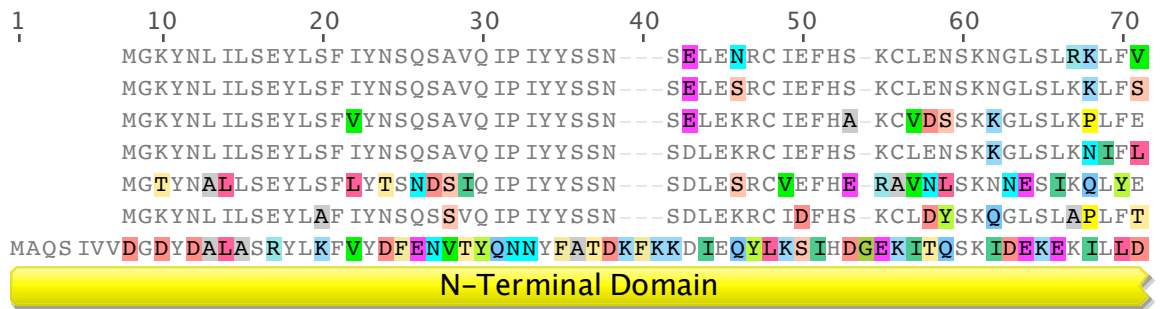 1 10 20 30 40 50 60 70
MGKYNLILSEYLSFIYNSQSAVQIPIYYSSN---SELENRCIEFHS-KCLENSKNGLSLRKLFV
MGKYNLILSEYLSFIYNSQSAVQIPIYYSSN---SELESRCIEFHS-KCLENSKNGLSLKKLFS
MGKYNLILSEYLSFVYNSQSAVQIPIYYSSN---SELEKRCIEFHA-KCVDSSKKGLSLKPLFE
MGKYNLILSEYLSFIYNSQSAVQIPIYYSSN---SDLEKRCIEFHS-KCLENSKKGLSLKNIFL
MGTYNALLSEYLSFLYTSNDSIQIPIYYSSN---SDLESRCVEFHE-RAVNLSKNNESIKQLYE
MGKYNLILSEYLAFIYNSQSSVQIPIYYSSN---SDLEKRCIDFHS-KCLDYSKQGLSLAPLFT
MAQSIVVDGDYDALASRYLKFVYDFENVTYQNNYFATDKFKKDIEQYLKSIHDGEKITQSKIDEKEKILLD
N-Terminal Domain